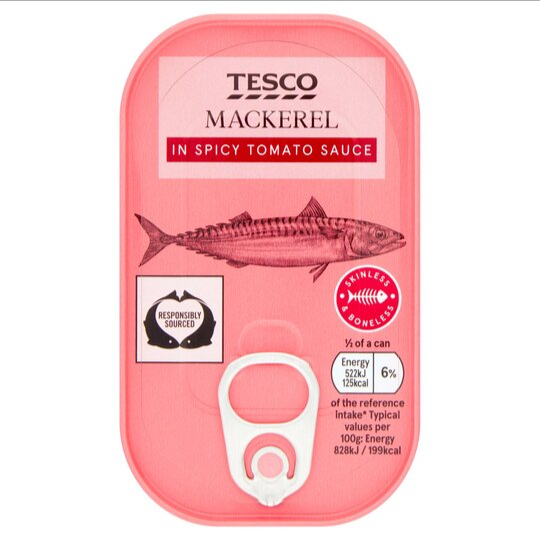 TESCO
MACKEREL
IN SPICY TOMATO SAUCE
RESPONSIBLY
SOURCED
SKINLESS
& BONELESS
½ of a can
Energy
522kJ
125kcal
6%
of the reference
intake* Typical
values per
100g: Energy
828kJ / 199kcal